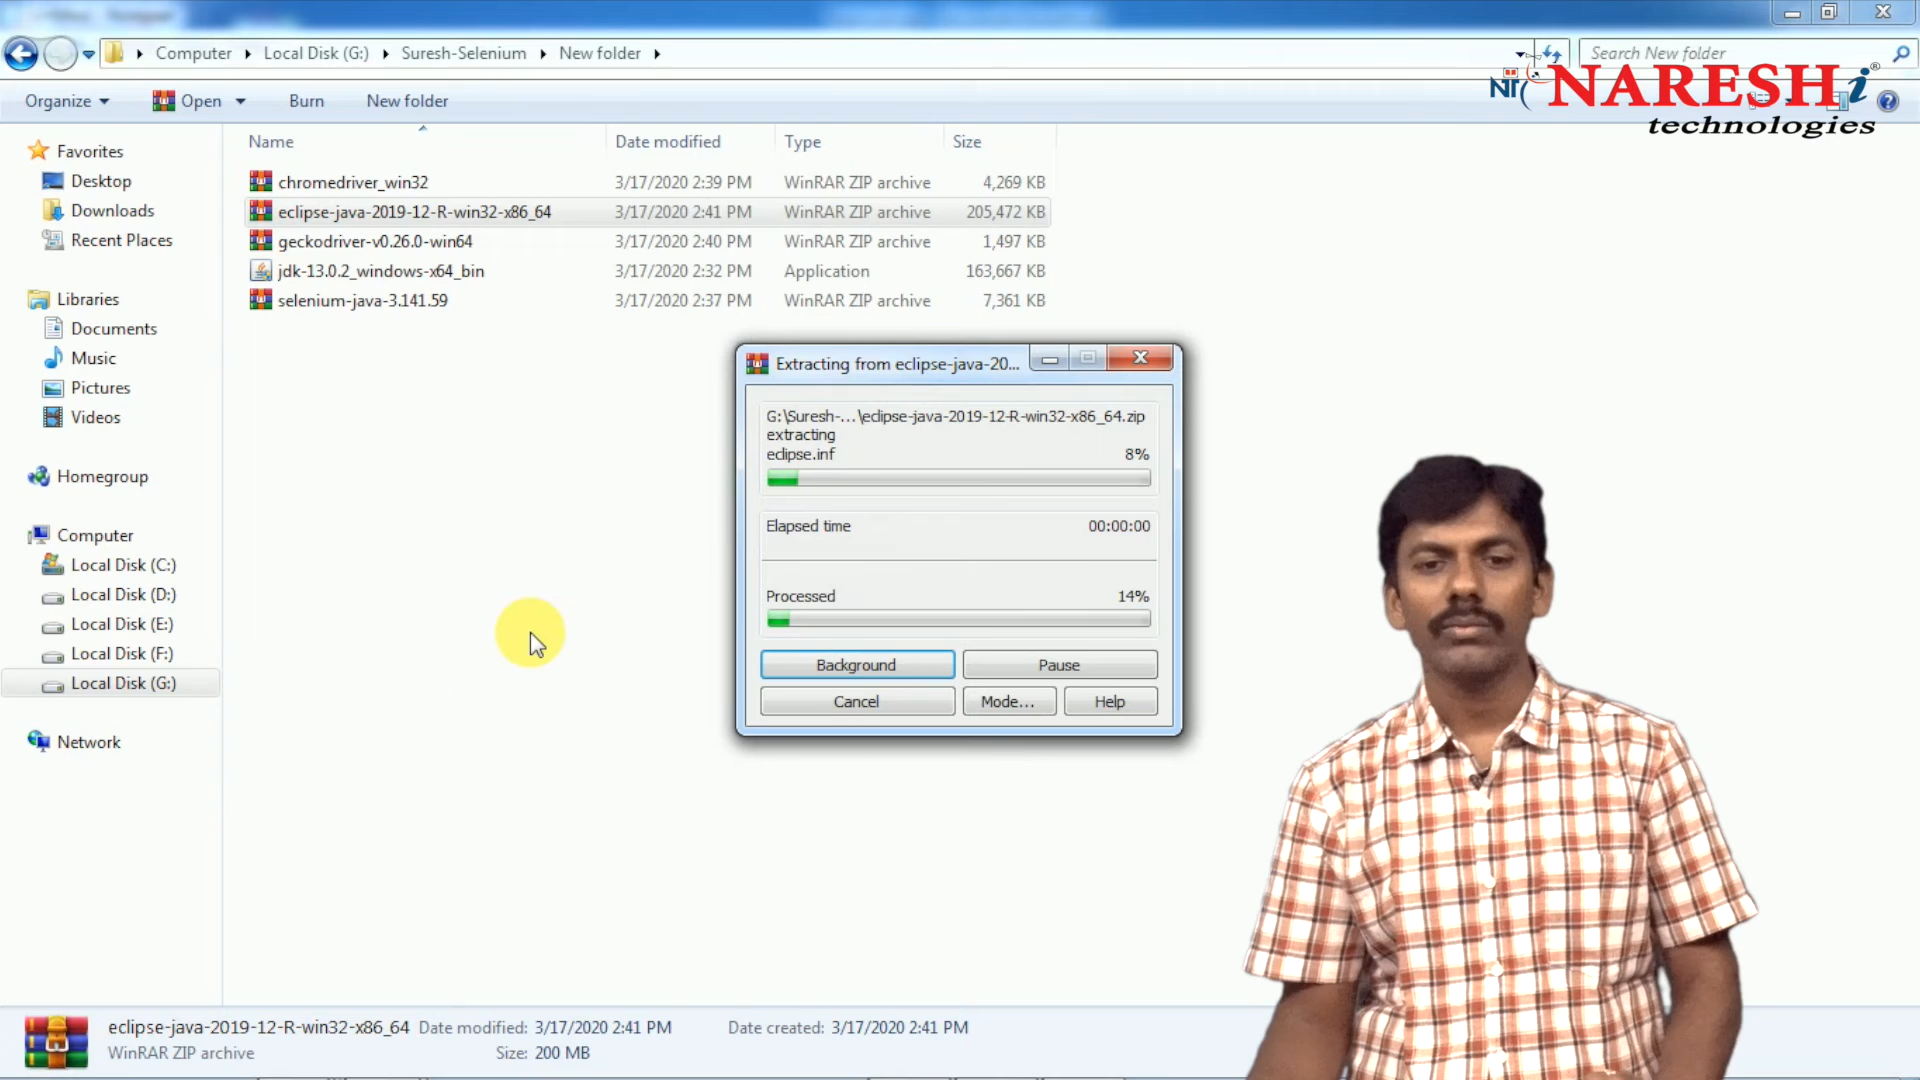 Computer Local Disk (G:) Suresh-Selenium New folder
Search New folder
NT NARESH i ®
technologies
Organize Open Burn New folder
Name Date modified Type Size
chromedriver_win32 3/17/2020 2:39 PM WinRAR ZIP archive 4,269 KB
eclipse-java-2019-12-R-win32-x86_64 3/17/2020 2:41 PM WinRAR ZIP archive 205,472 KB
geckodriver-v0.26.0-win64 3/17/2020 2:40 PM WinRAR ZIP archive 1,497 KB
jdk-13.0.2_windows-x64_bin 3/17/2020 2:32 PM Application 163,667 KB
selenium-java-3.141.59 3/17/2020 2:37 PM WinRAR ZIP archive 7,361 KB
Favorites
Desktop
Downloads
Recent Places
Libraries
Documents
Music
Pictures
Videos
Homegroup
Computer
Local Disk (C:)
Local Disk (D:)
Local Disk (E:)
Local Disk (F:)
Local Disk (G:)
Network
Extracting from eclipse-java-20...
G:\Suresh-...\eclipse-java-2019-12-R-win32-x86_64.zip
extracting
eclipse.inf 8%
Elapsed time 00:00:00
Processed 14%
Background Pause
Cancel Mode... Help
eclipse-java-2019-12-R-win32-x86_64 Date modified: 3/17/2020 2:41 PM Date created: 3/17/2020 2:41 PM
WinRAR ZIP archive Size: 200 MB